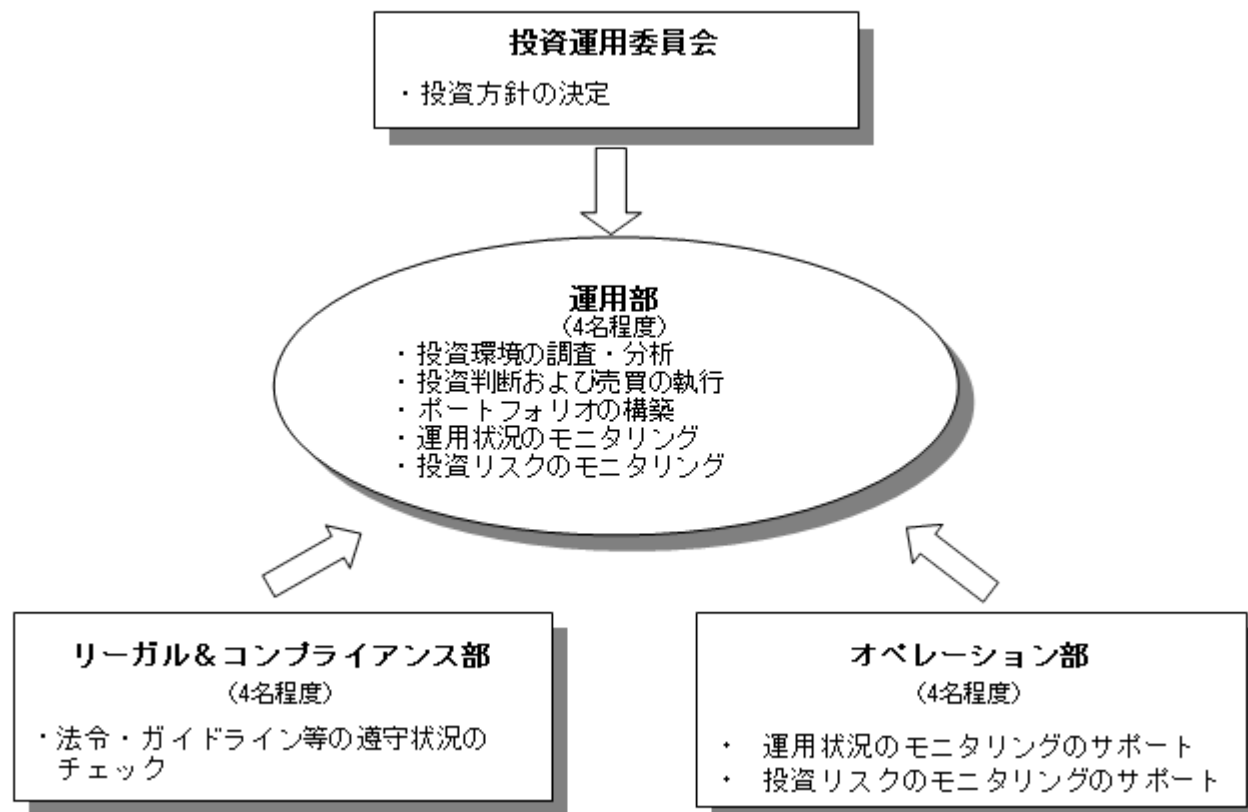 投資運用委員会
・投資方針の決定
運用部
(4名程度)
・投資環境の調査・分析
・投資判断および売買の執行
・ポートフォリオの構築
・運用状況のモニタリング
・投資リスクのモニタリング
リーガル&コンプライアンス部
(4名程度)
・法令・ガイドライン等の遵守状況の
チェック
オペレーション部
(4名程度)
・ 運用状況のモニタリングのサポート
・ 投資リスクのモニタリングのサポート